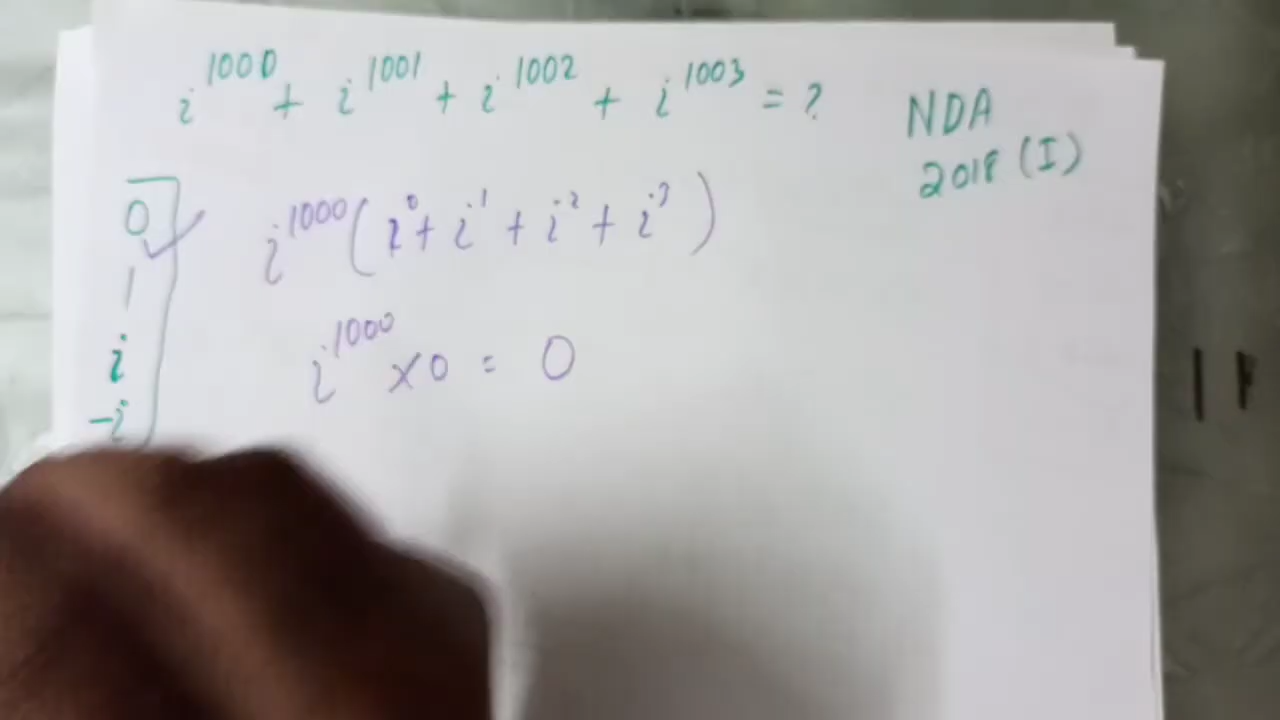 i^1000 + i^1001 + i^1002 + i^1003 = ?
NDA
2018 (I)
0 ✓
1
i
-i
i^1000 (i^0 + i^1 + i^2 + i^3)
i^1000 × 0 = 0